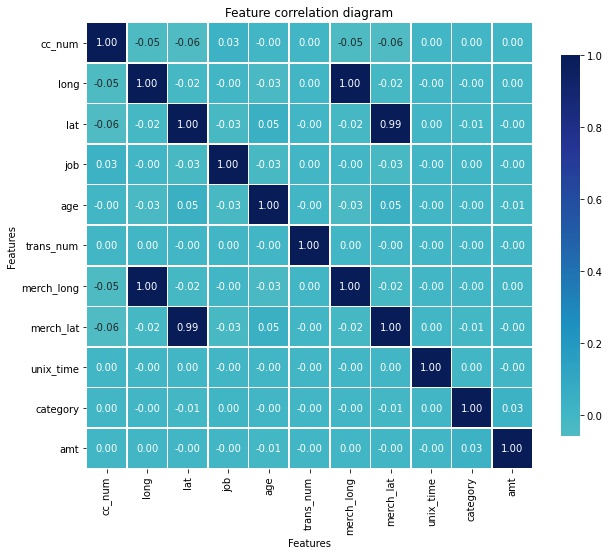 Feature correlation diagram
cc_num 1.00 -0.05 -0.06 0.03 -0.00 0.00 -0.05 -0.06 0.00 0.00 0.00
long -0.05 1.00 -0.02 -0.00 -0.03 0.00 1.00 -0.02 -0.00 -0.00 0.00
lat -0.06 -0.02 1.00 -0.03 0.05 -0.00 -0.02 0.99 0.00 -0.01 -0.00
job 0.03 -0.00 -0.03 1.00 -0.03 0.00 -0.00 -0.03 -0.00 0.00 0.00
age -0.00 -0.03 0.05 -0.03 1.00 -0.00 -0.03 0.05 -0.00 -0.00 -0.01
trans_num 0.00 0.00 -0.00 0.00 -0.00 1.00 0.00 -0.00 -0.00 -0.00 0.00
merch_long -0.05 1.00 -0.02 -0.00 -0.03 0.00 1.00 -0.02 -0.00 -0.00 0.00
merch_lat -0.06 -0.02 0.99 -0.03 0.05 -0.00 -0.02 1.00 0.00 -0.01 -0.00
unix_time 0.00 -0.00 0.00 -0.00 -0.00 -0.00 -0.00 0.00 1.00 0.00 -0.00
category 0.00 -0.00 -0.01 0.00 -0.00 -0.00 -0.00 -0.01 0.00 1.00 0.03
amt 0.00 0.00 -0.00 0.00 -0.01 0.00 0.00 -0.00 -0.00 0.03 1.00
Features
cc_num long lat job age trans_num merch_long merch_lat unix_time category amt
Features
1.0
0.8
0.6
0.4
0.2
0.0